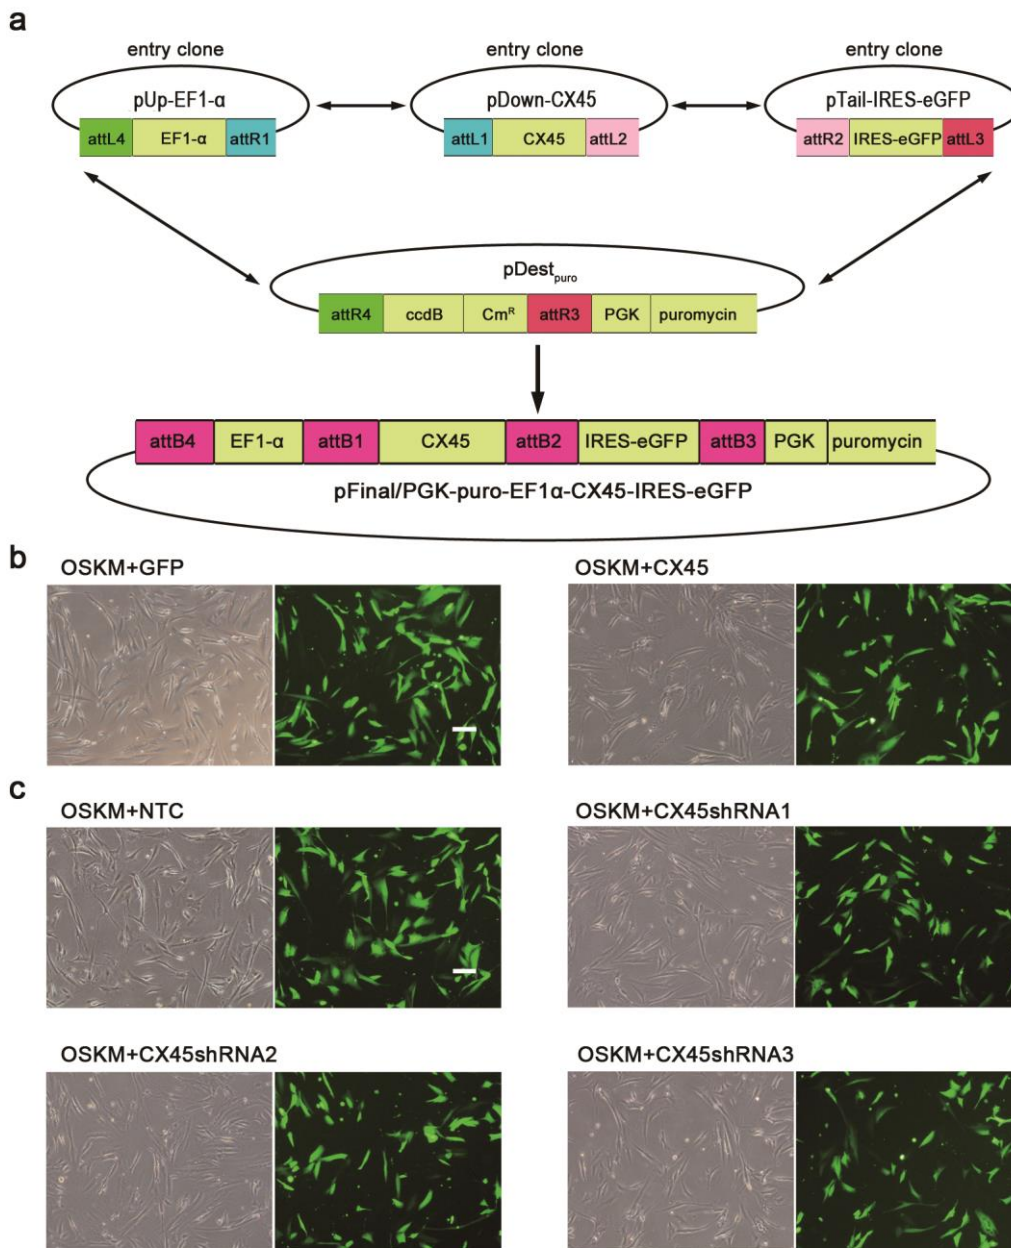 a
entry clone entry clone entry clone
pUp-EF1-α pDown-CX45 pTail-IRES-eGFP
attL4 EF1-α attR1 attL1 CX45 attL2 attR2 IRES-eGFP attL3
pDest puro
attR4 ccdB CmR attR3 PGK puromycin
attB4 EF1-α attB1 CX45 attB2 IRES-eGFP attB3 PGK puromycin
pFinal/PGK-puro-EF1α-CX45-IRES-eGFP
b
OSKM+GFP OSKM+CX45
c
OSKM+NTC OSKM+CX45shRNA1
OSKM+CX45shRNA2 OSKM+CX45shRNA3